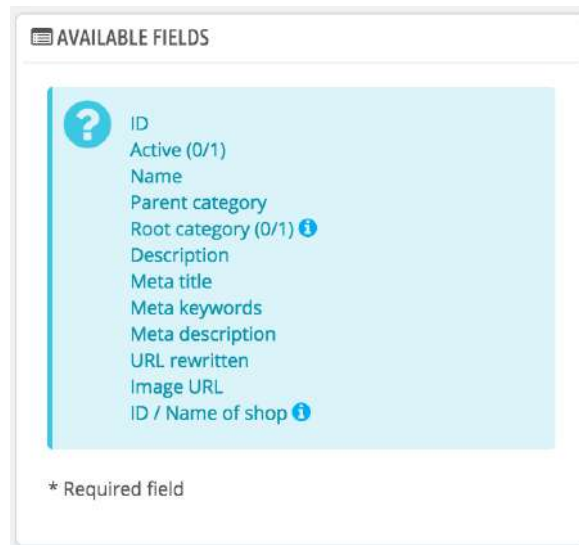 AVAILABLE FIELDS
ID
Active (0/1)
Name
Parent category
Root category (0/1)
Description
Meta title
Meta keywords
Meta description
URL rewritten
Image URL
ID / Name of shop
* Required field